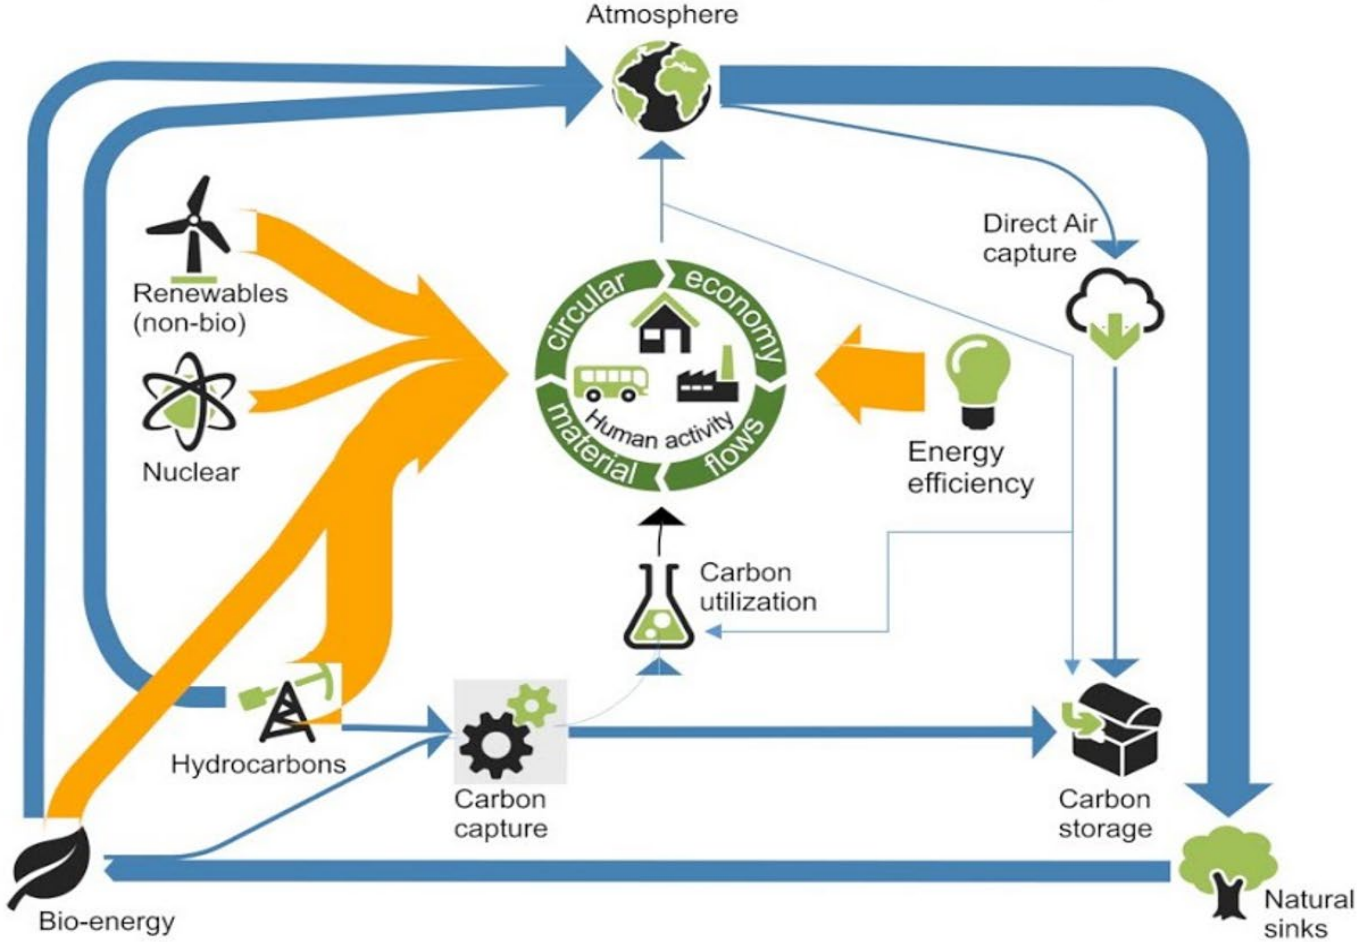 Atmosphere
Direct Air
capture
Renewables
(non-bio)
circular
economy
Human activity
material
flows
Nuclear
Energy
efficiency
Carbon
utilization
Hydrocarbons
Carbon
capture
Carbon
storage
Bio-energy
Natural
sinks